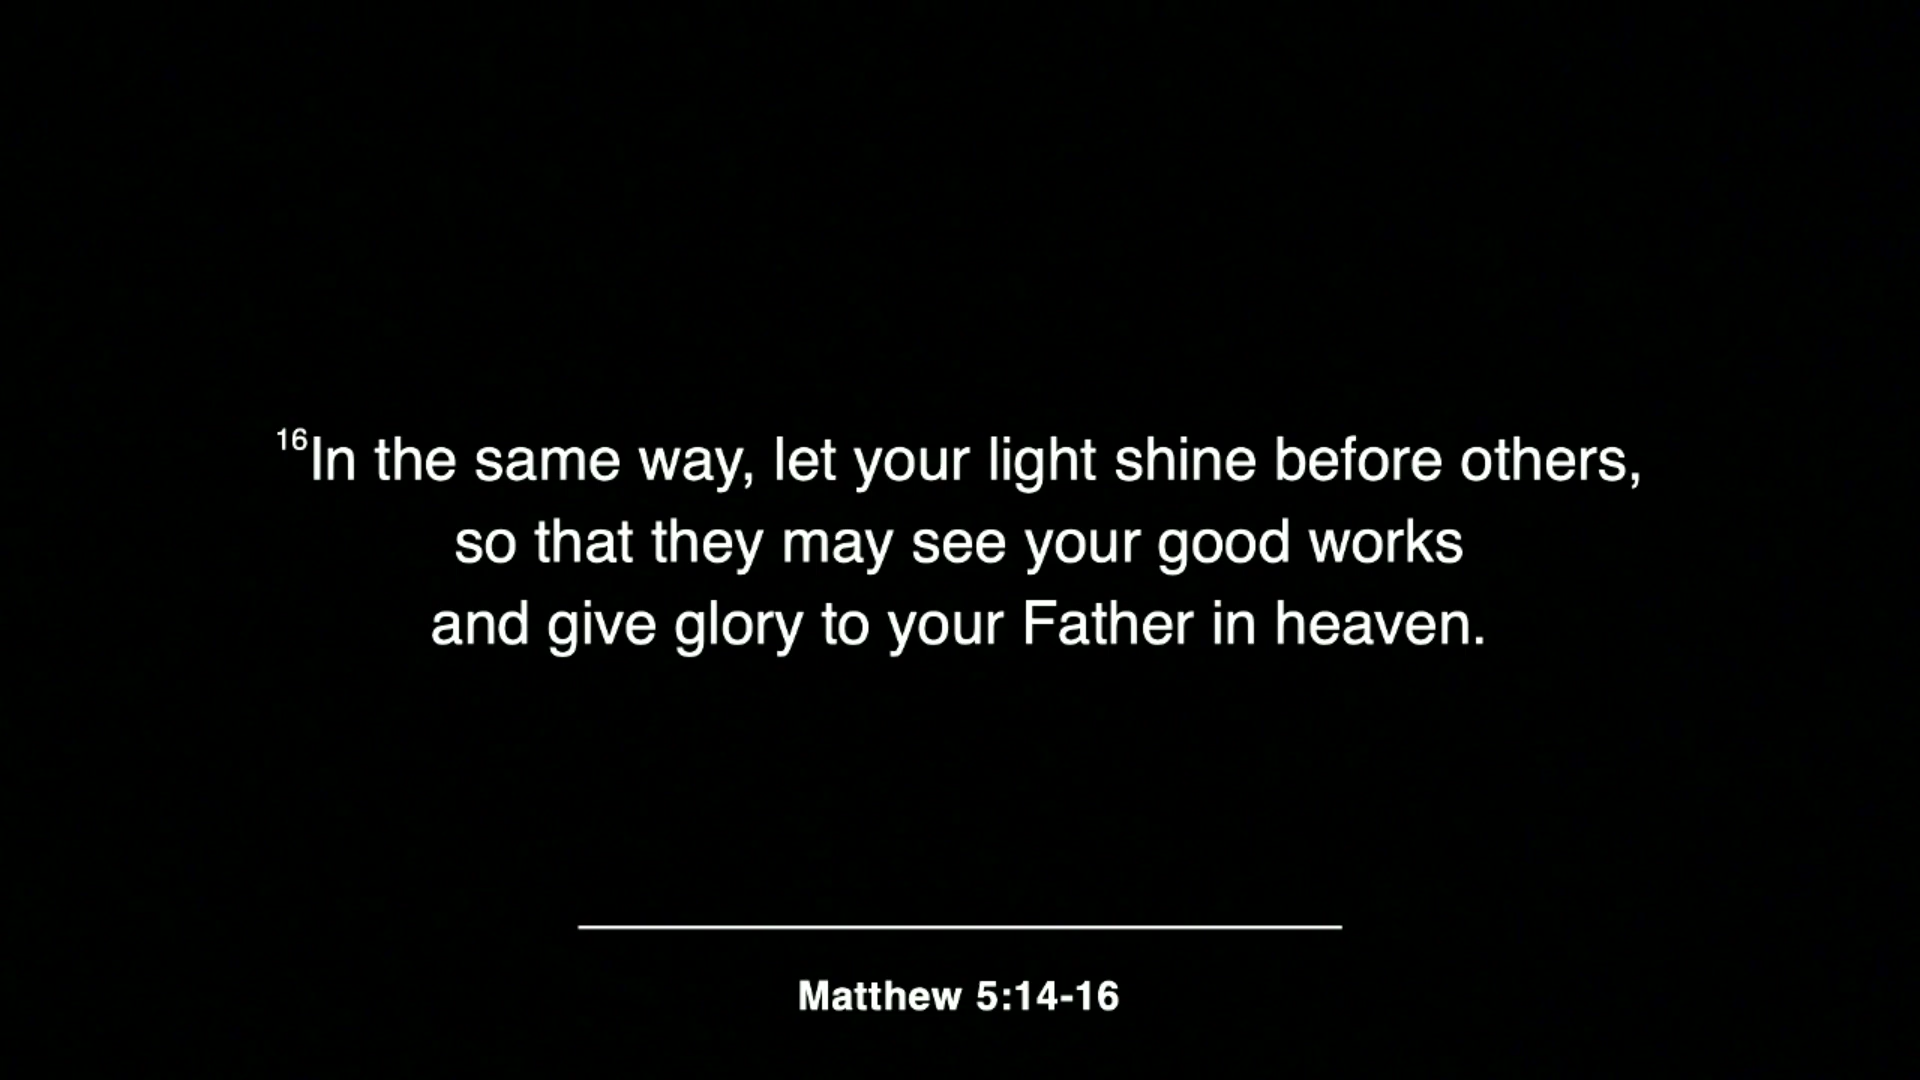 16In the same way, let your light shine before others,
so that they may see your good works
and give glory to your Father in heaven.
Matthew 5:14-16